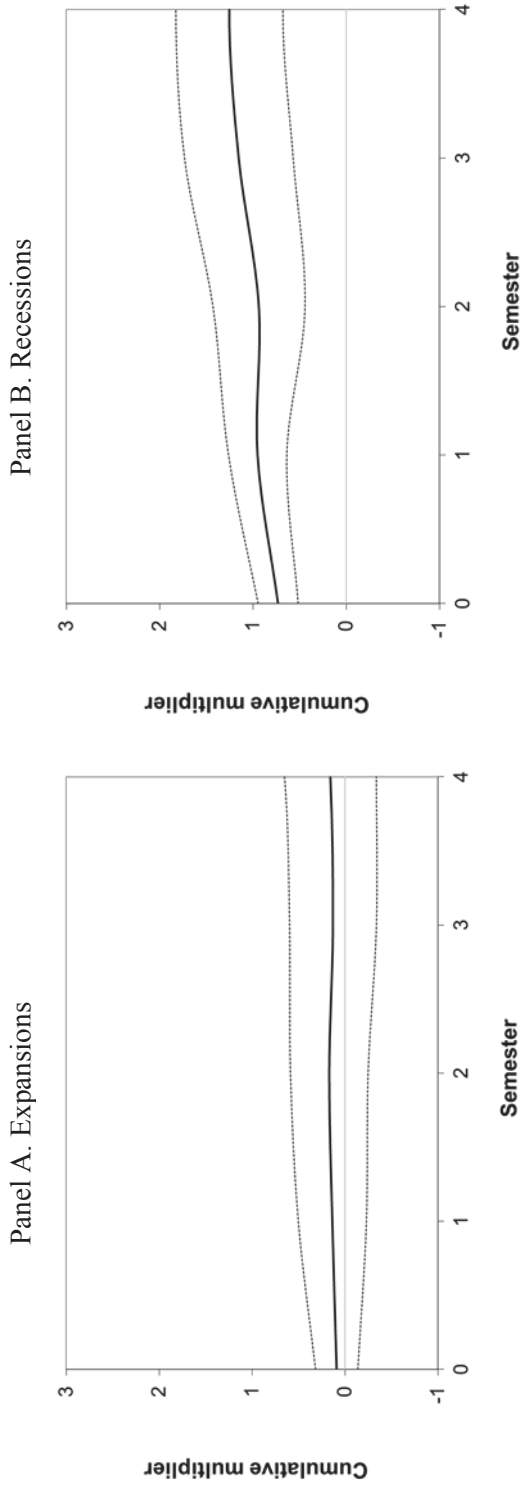 Panel A. Expansions
Cumulative multiplier
3
2
1
0
-1
0 1 2 3 4
Semester
Panel B. Recessions
Cumulative multiplier
3
2
1
0
-1
0 1 2 3 4
Semester